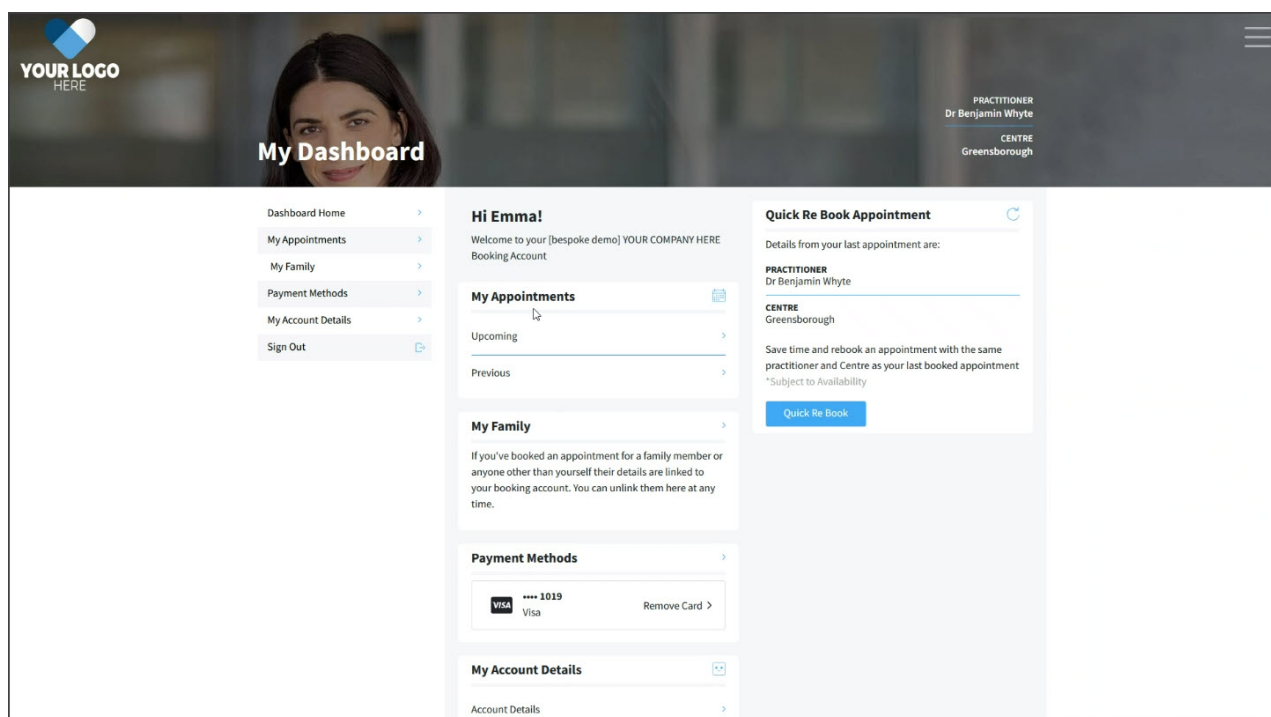 YOUR LOGO
HERE
PRACTITIONER
Dr Benjamin Whyte
CENTRE
Greensborough
My Dashboard
Dashboard Home
My Appointments
My Family
Payment Methods
My Account Details
Sign Out
Hi Emma!
Welcome to your [bespoke demo] YOUR COMPANY HERE
Booking Account
My Appointments
Upcoming
Previous
My Family
If you've booked an appointment for a family member or
anyone other than yourself their details are linked to
your booking account. You can unlink them here at any
time.
Payment Methods
VISA
•••• 1019
Visa
Remove Card
My Account Details
Account Details
Quick Re Book Appointment
Details from your last appointment are:
PRACTITIONER
Dr Benjamin Whyte
CENTRE
Greensborough
Save time and rebook an appointment with the same
practitioner and Centre as your last booked appointment
*Subject to Availability
Quick Re Book